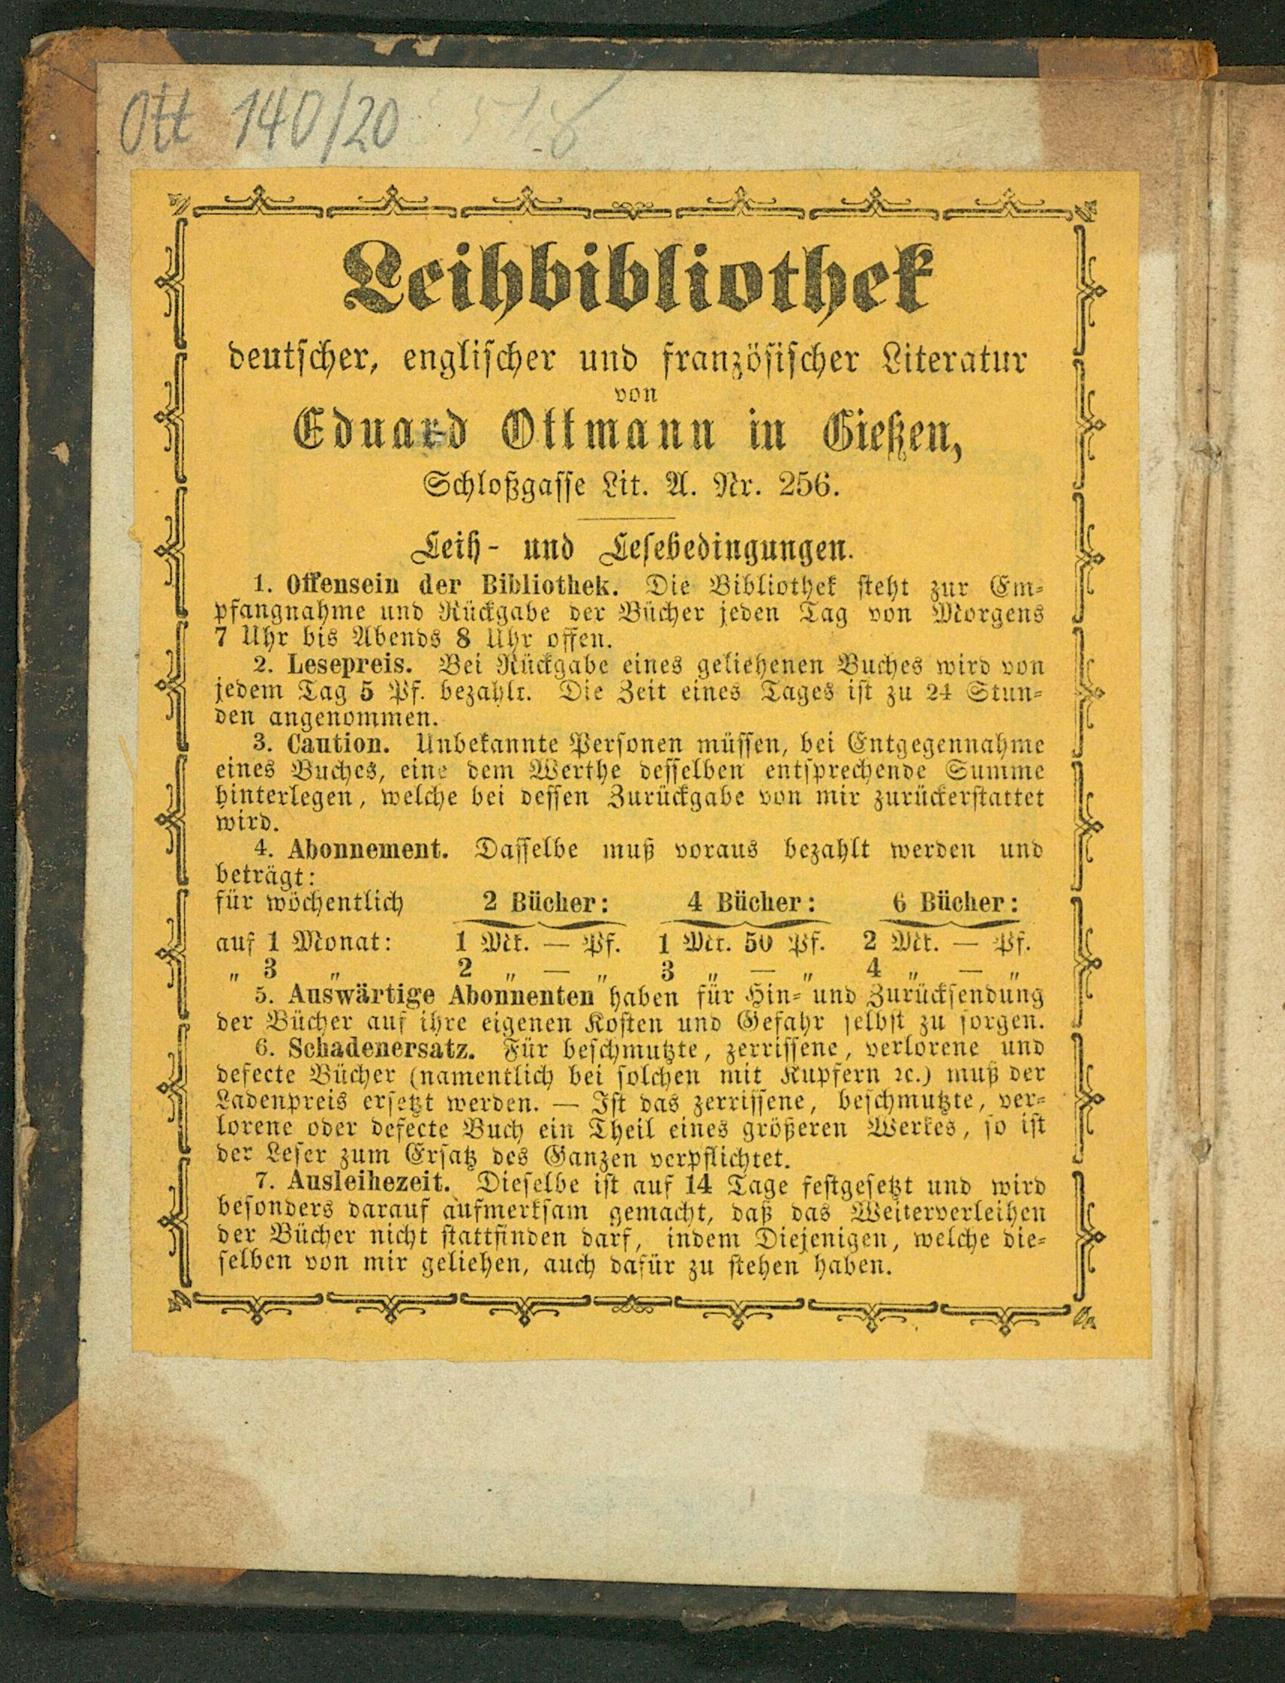 Ott 140/20
Leihbibliothek
deutscher, englischer und französischer Literatur
von
Eduard Ottmann in Gießen,
Schloßgasse Lit. A. Nr. 256.
Leih- und Lesebedingungen.
1. Offensein der Bibliothek. Die Bibliothek steht zur Em-
pfangnahme und Rückgabe der Bücher jeden Tag von Morgens
7 Uhr bis Abends 8 Uhr offen.
2. Lesepreis. Bei Rückgabe eines geliehenen Buches wird von
jedem Tag 5 Pf. bezahlt. Die Zeit eines Tages ist zu 24 Stun-
den angenommen.
3. Caution. Unbekannte Personen müssen, bei Entgegennahme
eines Buches, eine dem Werthe desselben entsprechende Summe
hinterlegen, welche bei dessen Zurückgabe von mir zurückerstattet
wird.
4. Abonnement. Dasselbe muß voraus bezahlt werden und
beträgt:
für wöchentlich 2 Bücher: 4 Bücher: 6 Bücher:
auf 1 Monat: 1 Mk. — Pf. 1 Mk. 50 Pf. 2 Mk. — Pf.
„ 3 „ 2 „ — „ 3 „ — „ 4 „ — „
5. Auswärtige Abonnenten haben für Hin- und Zurücksendung
der Bücher auf ihre eigenen Kosten und Gefahr selbst zu sorgen.
6. Schadenersatz. Für beschmutzte, zerrissene, verlorene und
defecte Bücher (namentlich bei solchen mit Kupfern ꝛc.) muß der
Ladenpreis ersetzt werden. — Ist das zerrissene, beschmutzte, ver-
lorene oder defecte Buch ein Theil eines größeren Werkes, so ist
der Leser zum Ersatz des Ganzen verpflichtet.
7. Ausleihezeit. Dieselbe ist auf 14 Tage festgesetzt und wird
besonders darauf aufmerksam gemacht, daß das Weiterverleihen
der Bücher nicht stattfinden darf, indem Diejenigen, welche die-
selben von mir geliehen, auch dafür zu stehen haben.